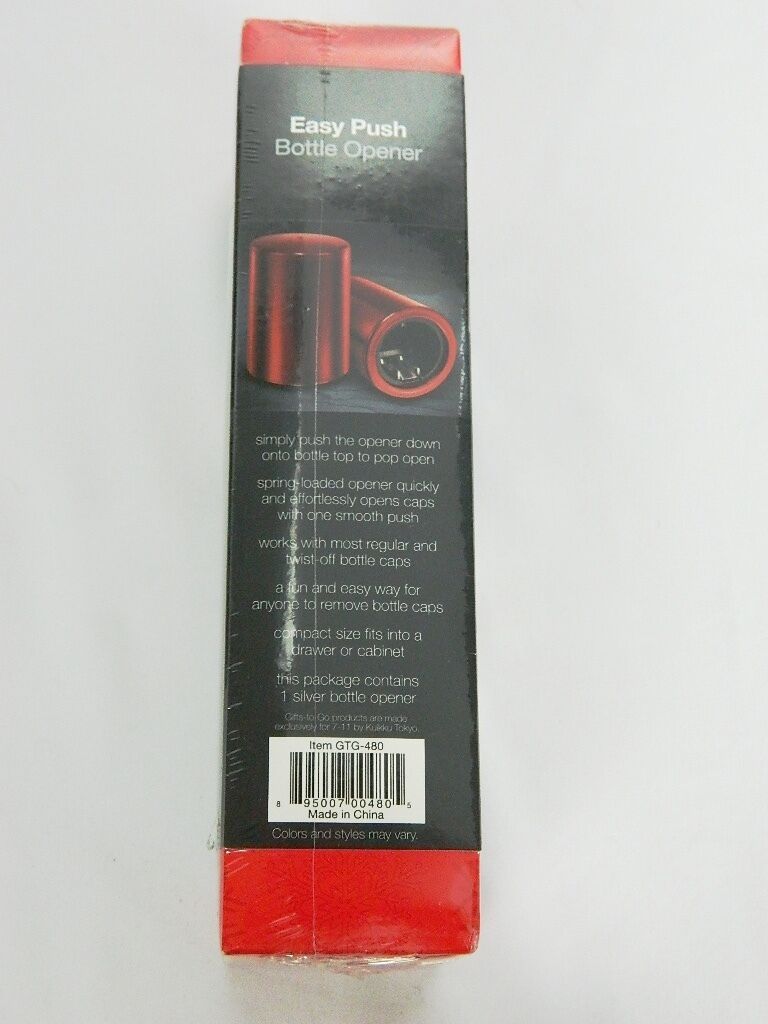 Easy Push
Bottle Opener
simply push the opener down
onto bottle top to pop open
spring-loaded opener quickly
and effortlessly opens caps
with one smooth push
works with most regular and
twist-off bottle caps
a fun and easy way for
anyone to remove bottle caps
compact size fits into a
drawer or cabinet
this package contains
1 silver bottle opener
Gifts-to-Go products are made
exclusively for 7-11 by Kuikku Tokyo.
Item GTG-480
8 95007 00480 5
Made in China
Colors and styles may vary.